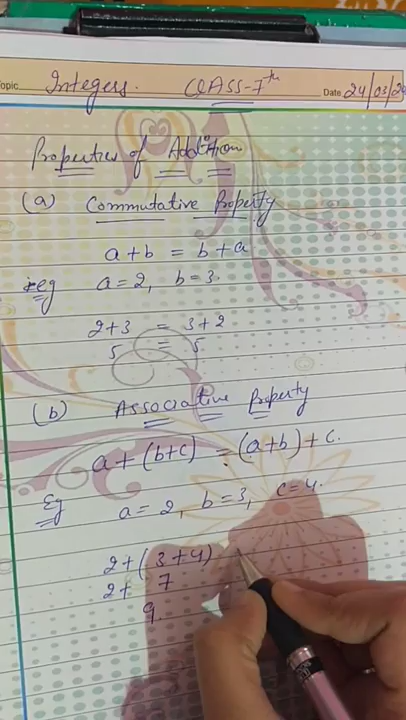 Topic Integers. CLASS-7th Date 24/03/24
Properties of Addition
(a) Commutative Property
a+b = b+a
eg a=2, b=3.
2+3 = 3+2
5 = 5
(b) Associative Property
a+(b+c) = (a+b)+c.
Eg a=2, b=3, c=4.
2+(3+4)
2+ 7
9.